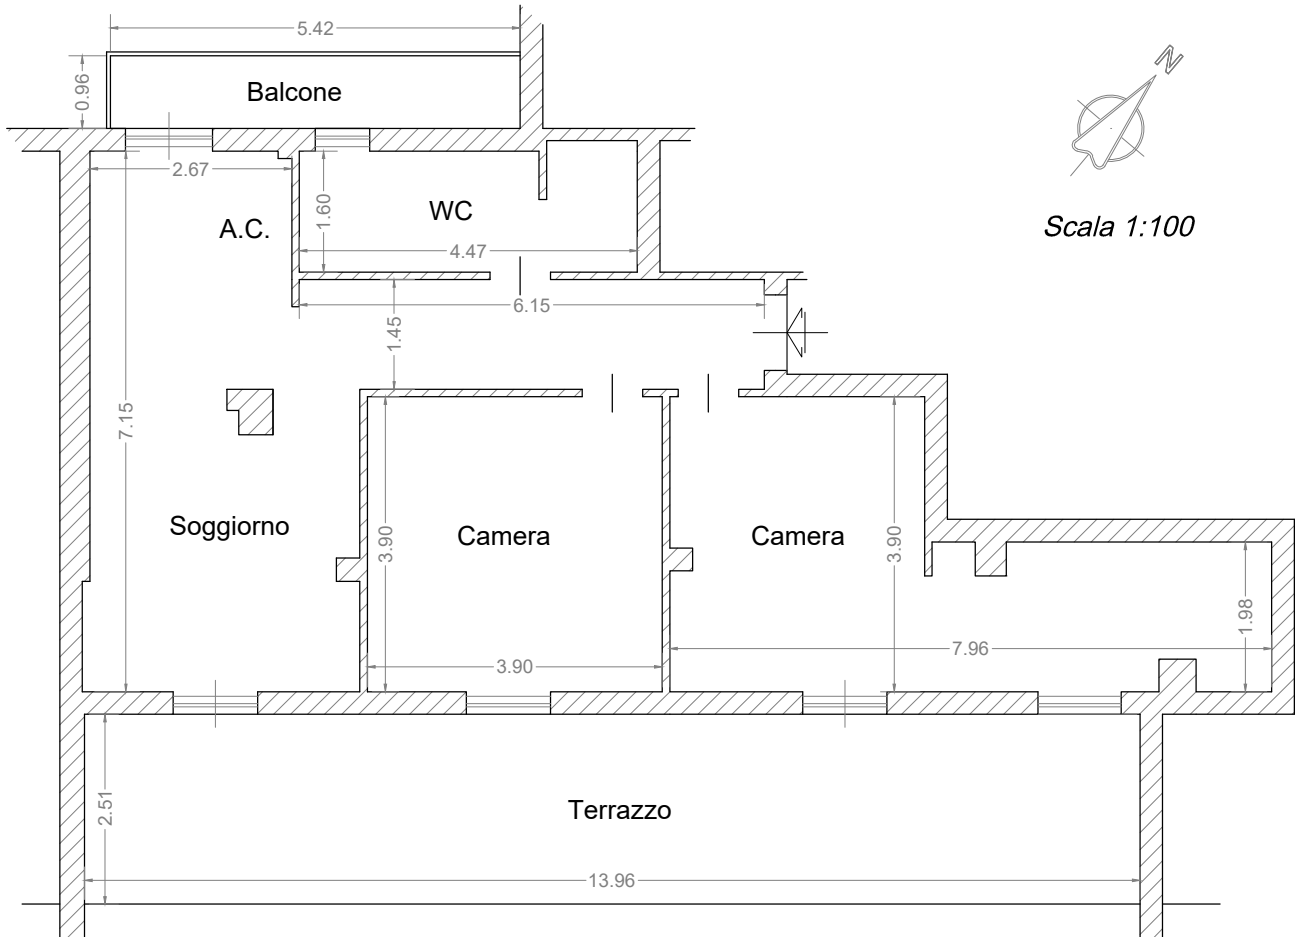 5.42
0.96
Balcone
N
2.67
1.60
WC
A.C.
4.47
Scala 1:100
6.15
1.45
7.15
Soggiorno
Camera
3.90
Camera
3.90
1.98
3.90
7.96
2.51
Terrazzo
13.96